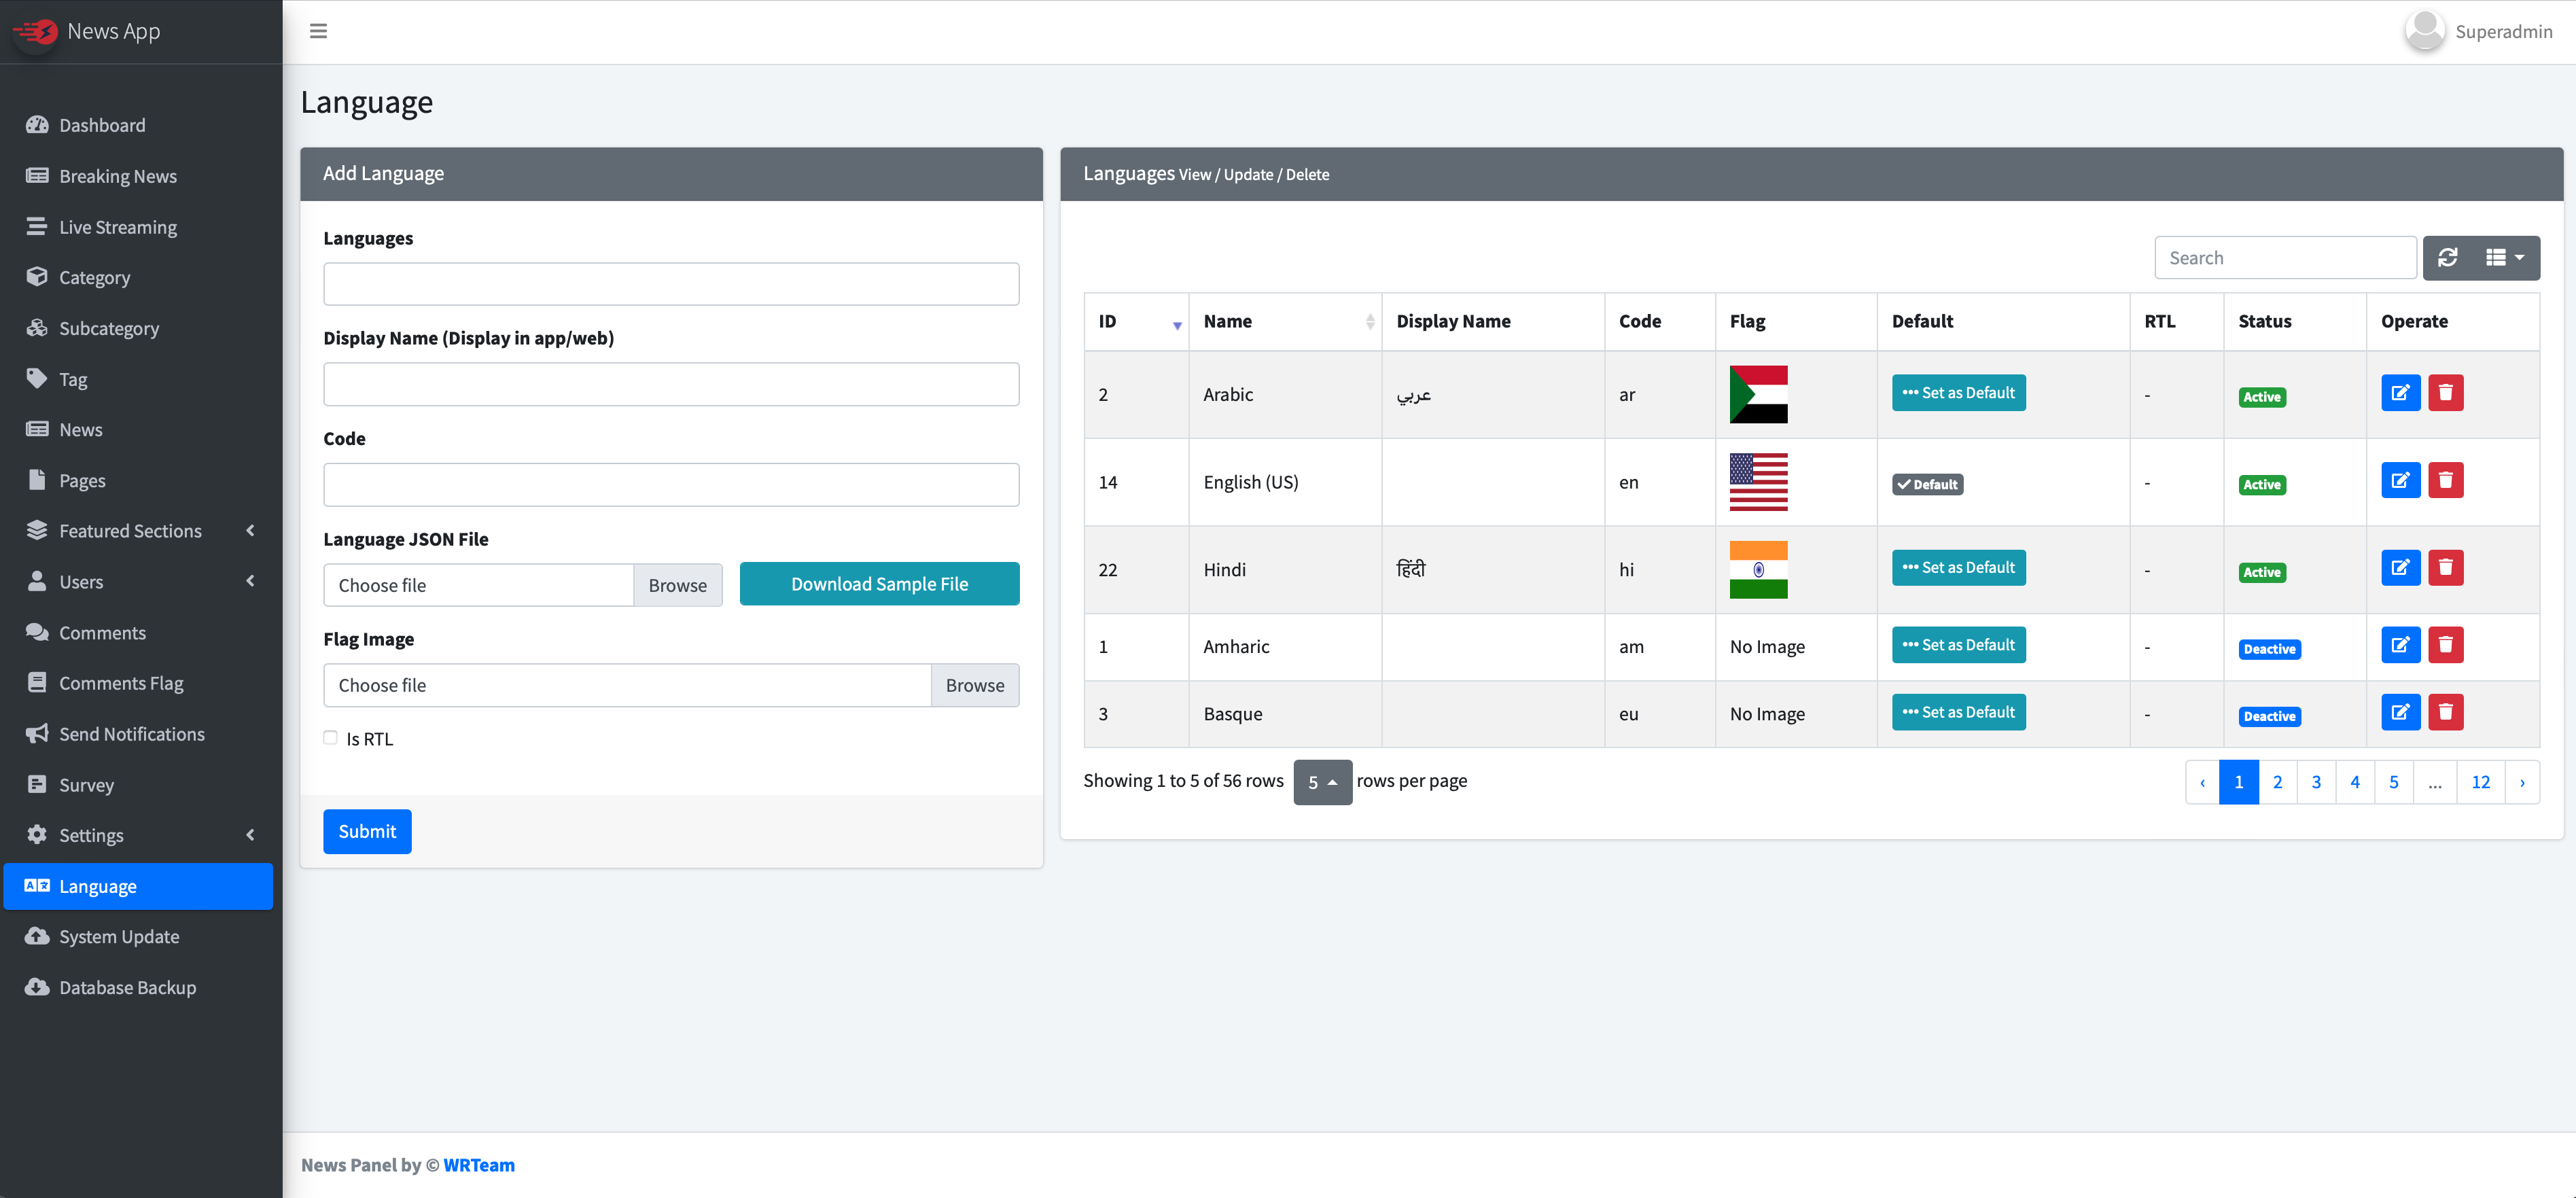 News App
Superadmin
Dashboard
Breaking News
Live Streaming
Category
Subcategory
Tag
News
Pages
Featured Sections
Users
Comments
Comments Flag
Send Notifications
Survey
Settings
Language
System Update
Database Backup
Language
Add Language
Languages
Display Name (Display in app/web)
Code
Language JSON File
Choose file Browse Download Sample File
Flag Image
Choose file Browse
Is RTL
Submit
Languages View / Update / Delete
Search
ID Name Display Name Code Flag Default RTL Status Operate
2 Arabic عربي ar ••• Set as Default - Active
14 English (US) en Default - Active
22 Hindi हिंदी hi ••• Set as Default - Active
1 Amharic am No Image ••• Set as Default - Deactive
3 Basque eu No Image ••• Set as Default - Deactive
Showing 1 to 5 of 56 rows 5 rows per page
‹ 1 2 3 4 5 ... 12 ›
News Panel by © WRTeam